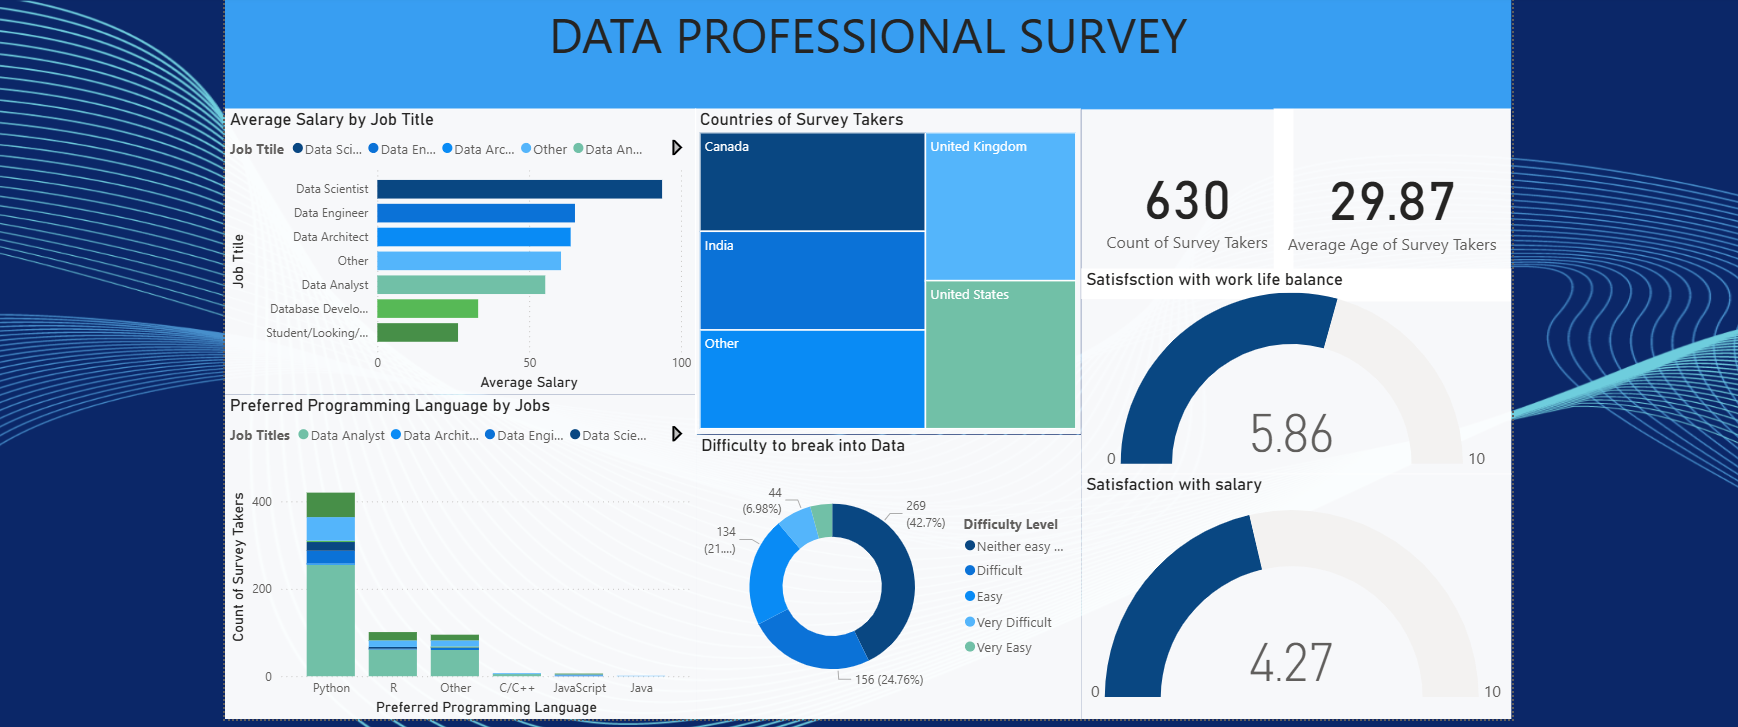 DATA PROFESSIONAL SURVEY
Average Salary by Job Title
Job Ttile Data Sci... Data En... Data Arc... Other Data An...
Job Ttile
Data Scientist
Data Engineer
Data Architect
Other
Data Analyst
Database Develo...
Student/Looking/...
0 50 100
Average Salary
Preferred Programming Language by Jobs
Job Titles Data Analyst Data Archit... Data Engi... Data Scie...
Count of Survey Takers
400
200
0
Python R Other C/C++ JavaScript Java
Preferred Programming Language
Countries of Survey Takers
Canada
India
Other
United Kingdom
United States
Difficulty to break into Data
44
(6.98%)
134
(21....)
269
(42.7%)
156 (24.76%)
Difficulty Level
Neither easy ...
Difficult
Easy
Very Difficult
Very Easy
630
Count of Survey Takers
29.87
Average Age of Survey Takers
Satisfsction with work life balance
5.86
0 10
Satisfaction with salary
4.27
0 10